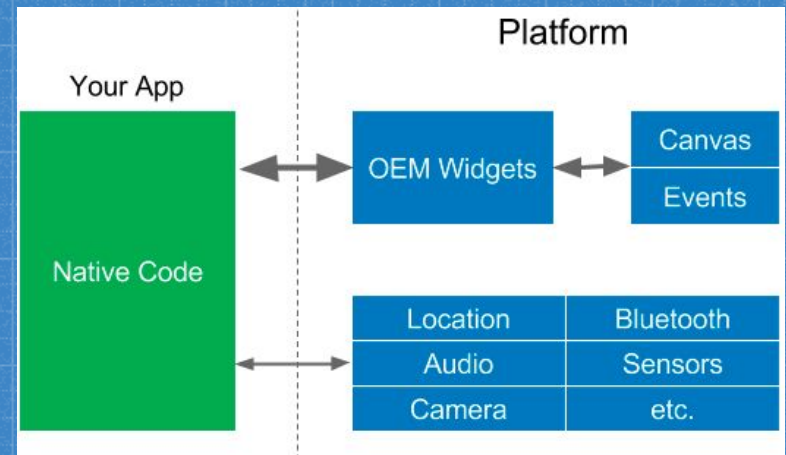 Platform
Your App
OEM Widgets
Canvas
Events
Native Code
Location
Bluetooth
Audio
Sensors
Camera
etc.